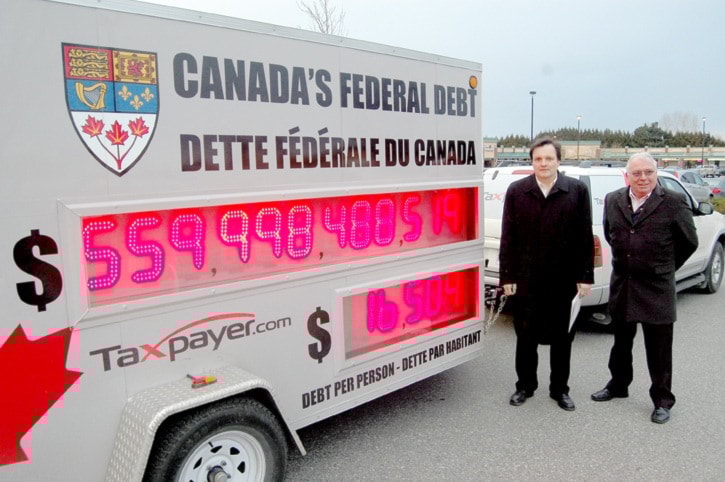 CANADA'S FEDERAL DEBT
DETTE FÉDÉRALE DU CANADA
$ 559,998,488,519
TaxPayer.com
$ 16,504
DEBT PER PERSON - DETTE PAR HABITANT